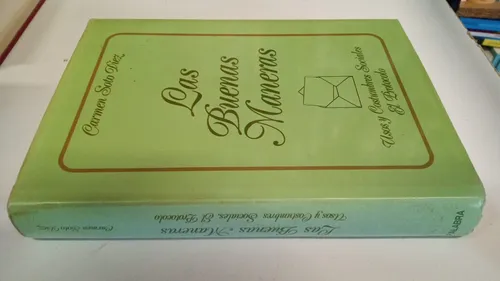 Carmen Soto Díez
Las
Buenas
Maneras
Usos y Costumbres Sociales
El Protocolo
Carmen Soto Díez
Las Buenas Maneras
Usos y Costumbres Sociales. El Protocolo
PALABRA